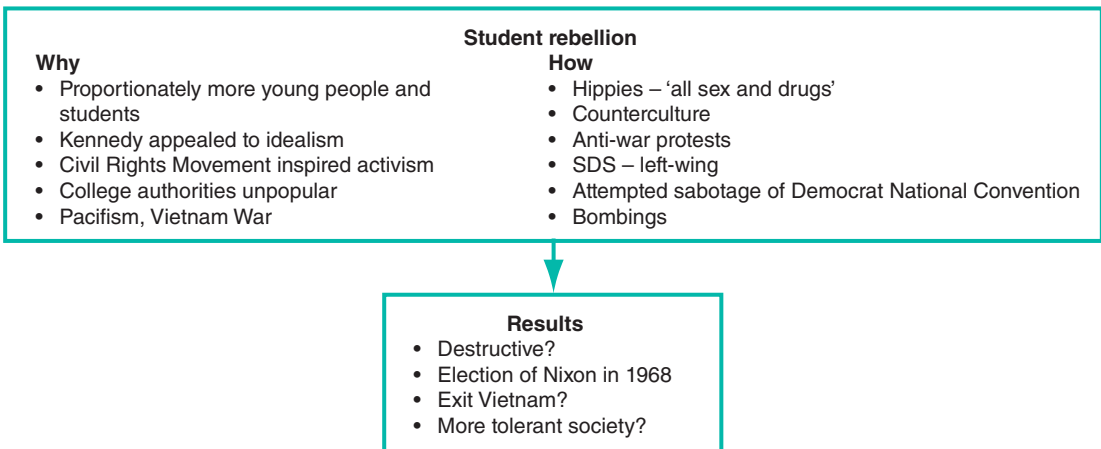 Student rebellion
Why
• Proportionately more young people and
students
• Kennedy appealed to idealism
• Civil Rights Movement inspired activism
• College authorities unpopular
• Pacifism, Vietnam War
How
• Hippies – ‘all sex and drugs’
• Counterculture
• Anti-war protests
• SDS – left-wing
• Attempted sabotage of Democrat National Convention
• Bombings
Results
• Destructive?
• Election of Nixon in 1968
• Exit Vietnam?
• More tolerant society?